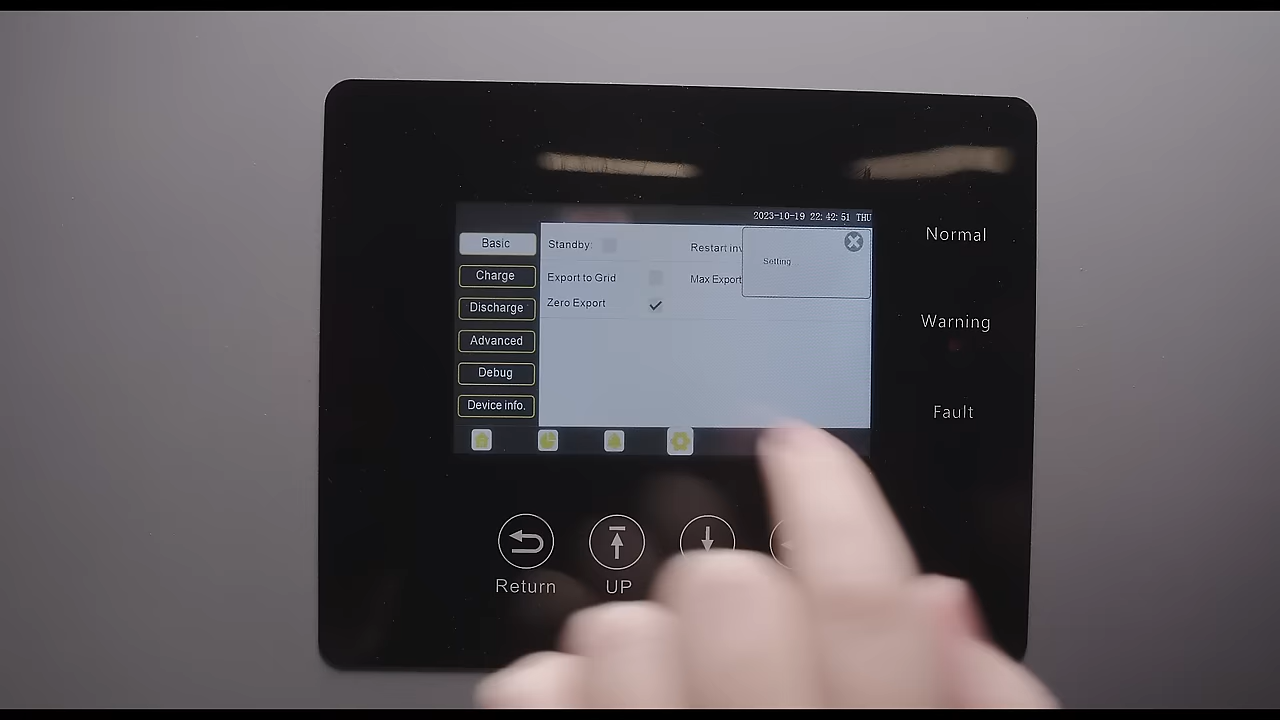 2023-10-19 22:42:51 THU
Basic
Standby:
Restart inv
Setting...
Charge
Export to Grid
Max Export
Discharge
Zero Export
Advanced
Debug
Device info.
Normal
Warning
Fault
Return
UP